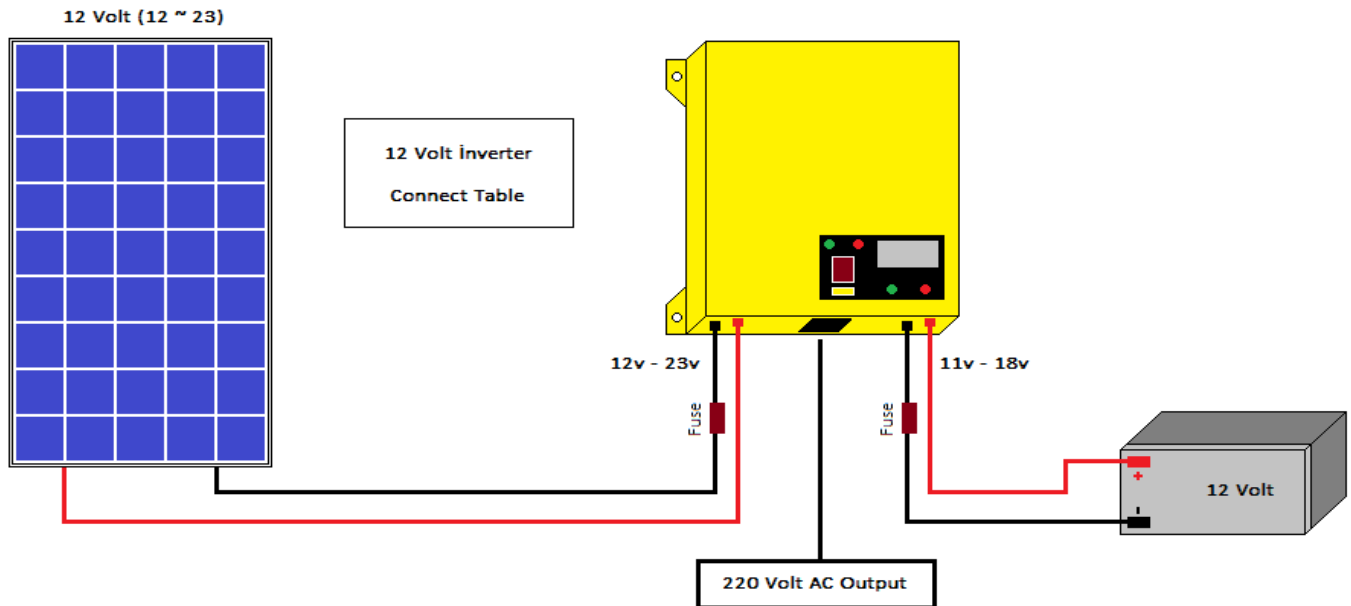 12 Volt (12 ~ 23)
12 Volt İnverter
Connect Table
12v - 23v
11v - 18v
Fuse
Fuse
+
-
12 Volt
220 Volt AC Output